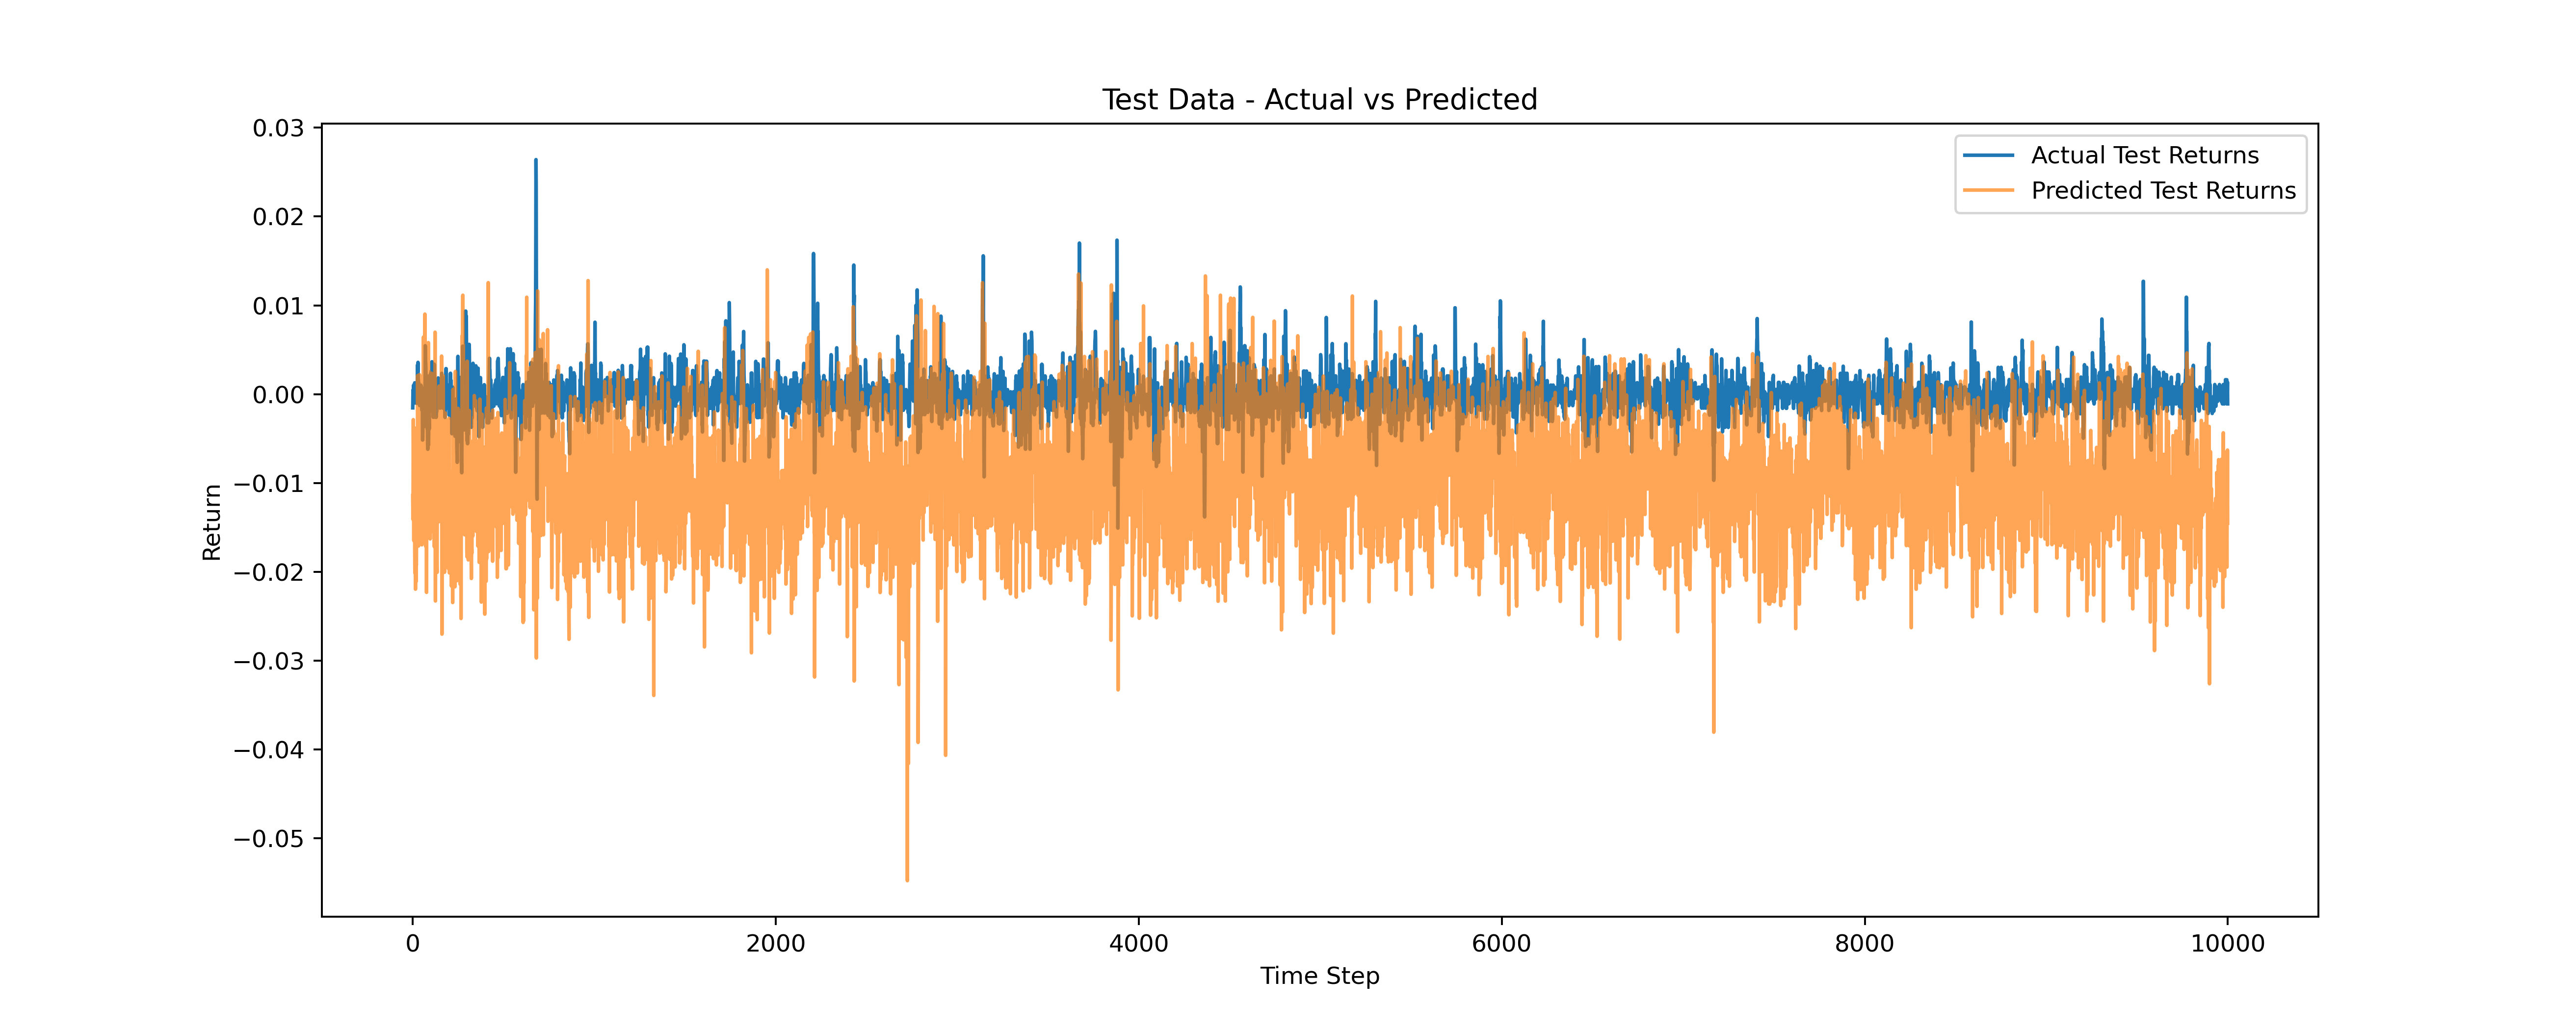 Test Data - Actual vs Predicted
Actual Test Returns
Predicted Test Returns
0.03
0.02
0.01
0.00
−0.01
−0.02
−0.03
−0.04
−0.05
Return
0 2000 4000 6000 8000 10000
Time Step